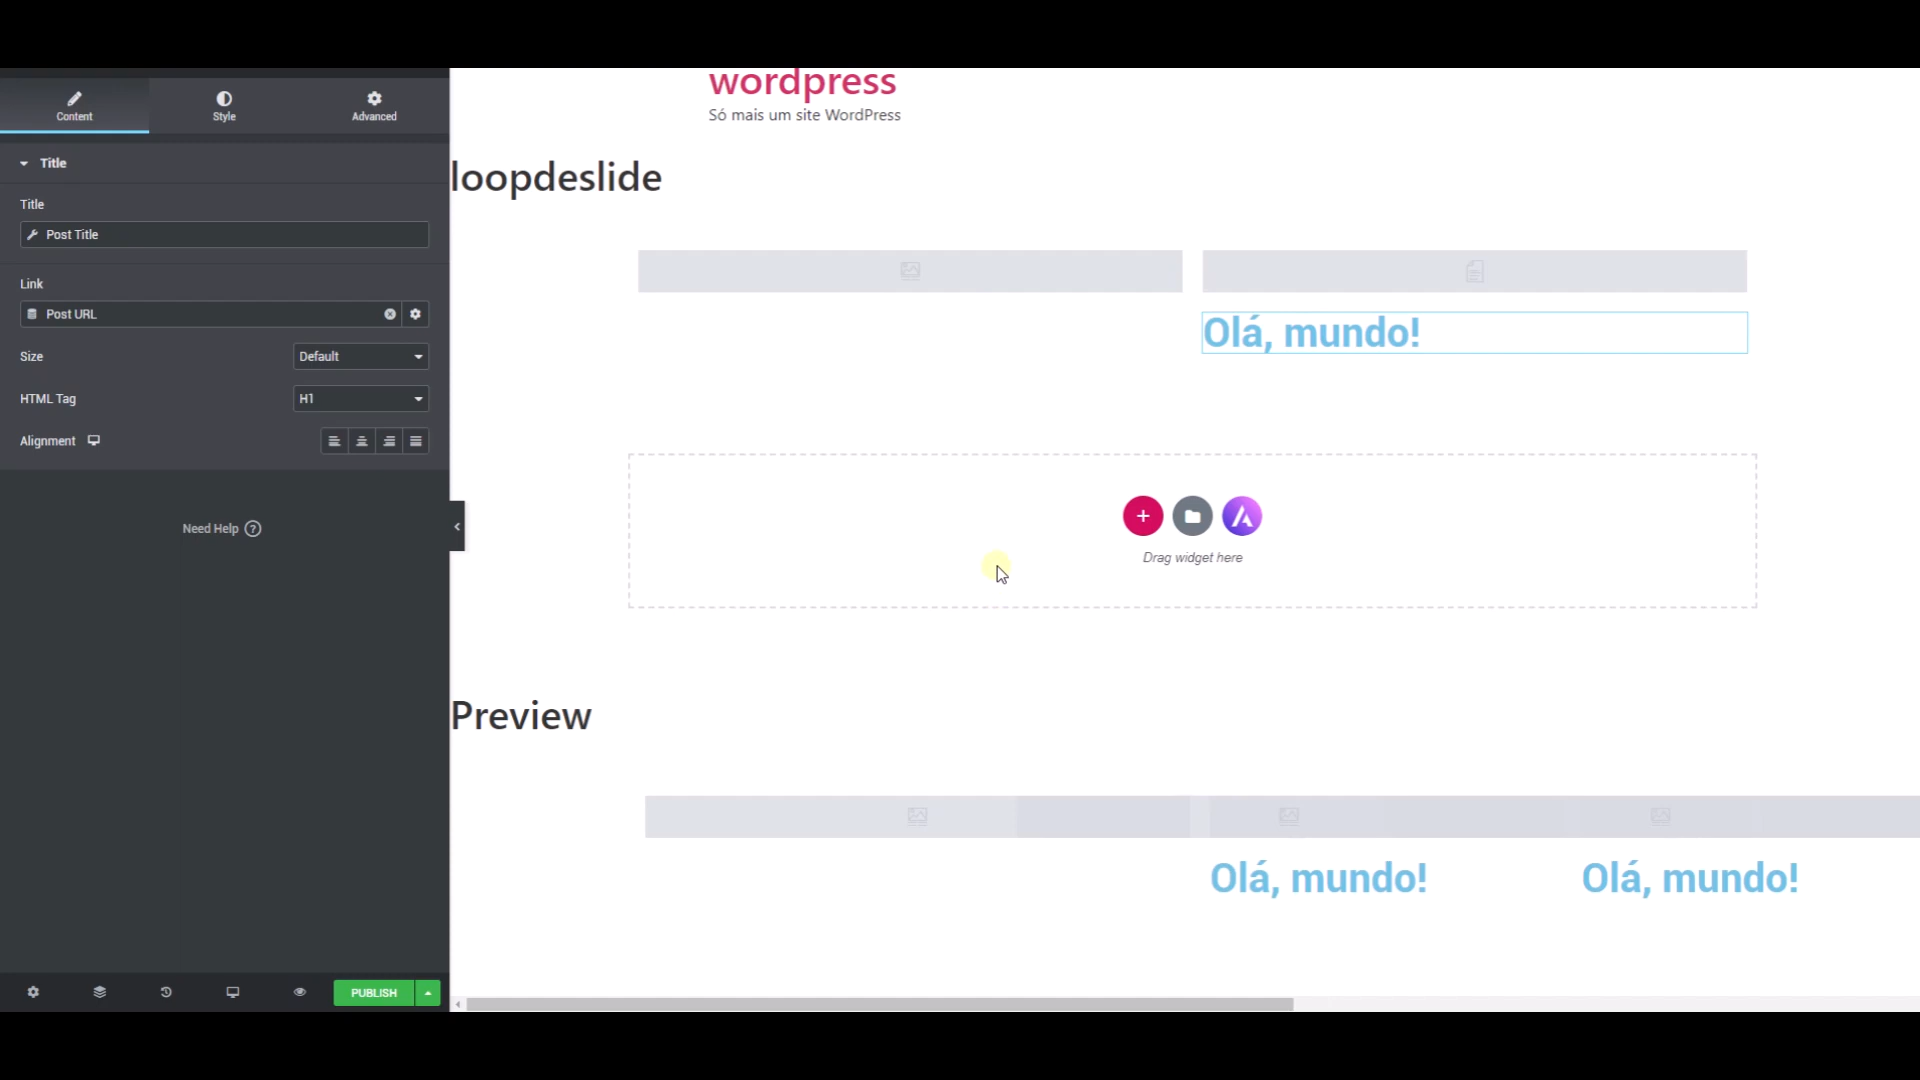 Content
Style
Advanced
Title
Title
Post Title
Link
Post URL
Size
Default
HTML Tag
H1
Alignment
Need Help ?
PUBLISH
wordpress
Só mais um site WordPress
loopdeslide
Olá, mundo!
Drag widget here
Preview
Olá, mundo!
Olá, mundo!